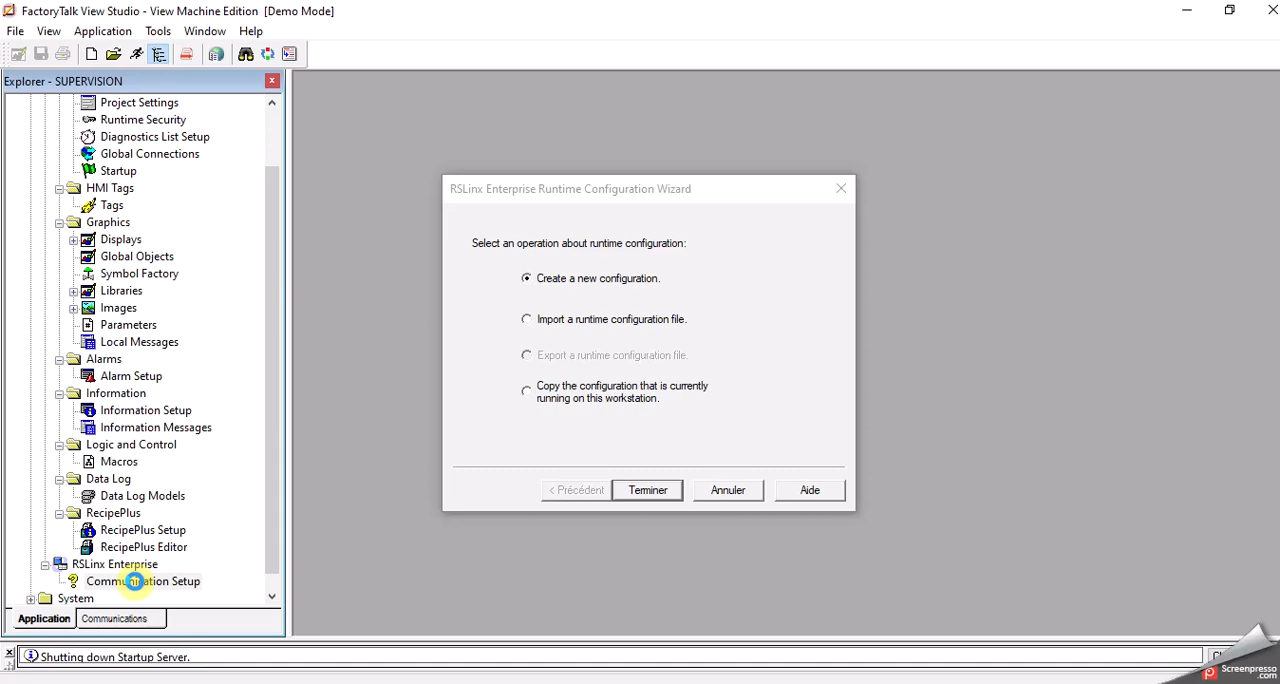 FactoryTalk View Studio - View Machine Edition  [Demo Mode]
File View Application Tools Window Help
Explorer - SUPERVISION
Project Settings
Runtime Security
Diagnostics List Setup
Global Connections
Startup
HMI Tags
Tags
Graphics
Displays
Global Objects
Symbol Factory
Libraries
Images
Parameters
Local Messages
Alarms
Alarm Setup
Information
Information Setup
Information Messages
Logic and Control
Macros
Data Log
Data Log Models
RecipePlus
RecipePlus Setup
RecipePlus Editor
RSLinx Enterprise
Communication Setup
System
Application Communications
RSLinx Enterprise Runtime Configuration Wizard
Select an operation about runtime configuration:
Create a new configuration.
Import a runtime configuration file.
Export a runtime configuration file.
Copy the configuration that is currently
running on this workstation.
< Précédent Terminer Annuler Aide
Shutting down Startup Server.
Screenpresso
.com